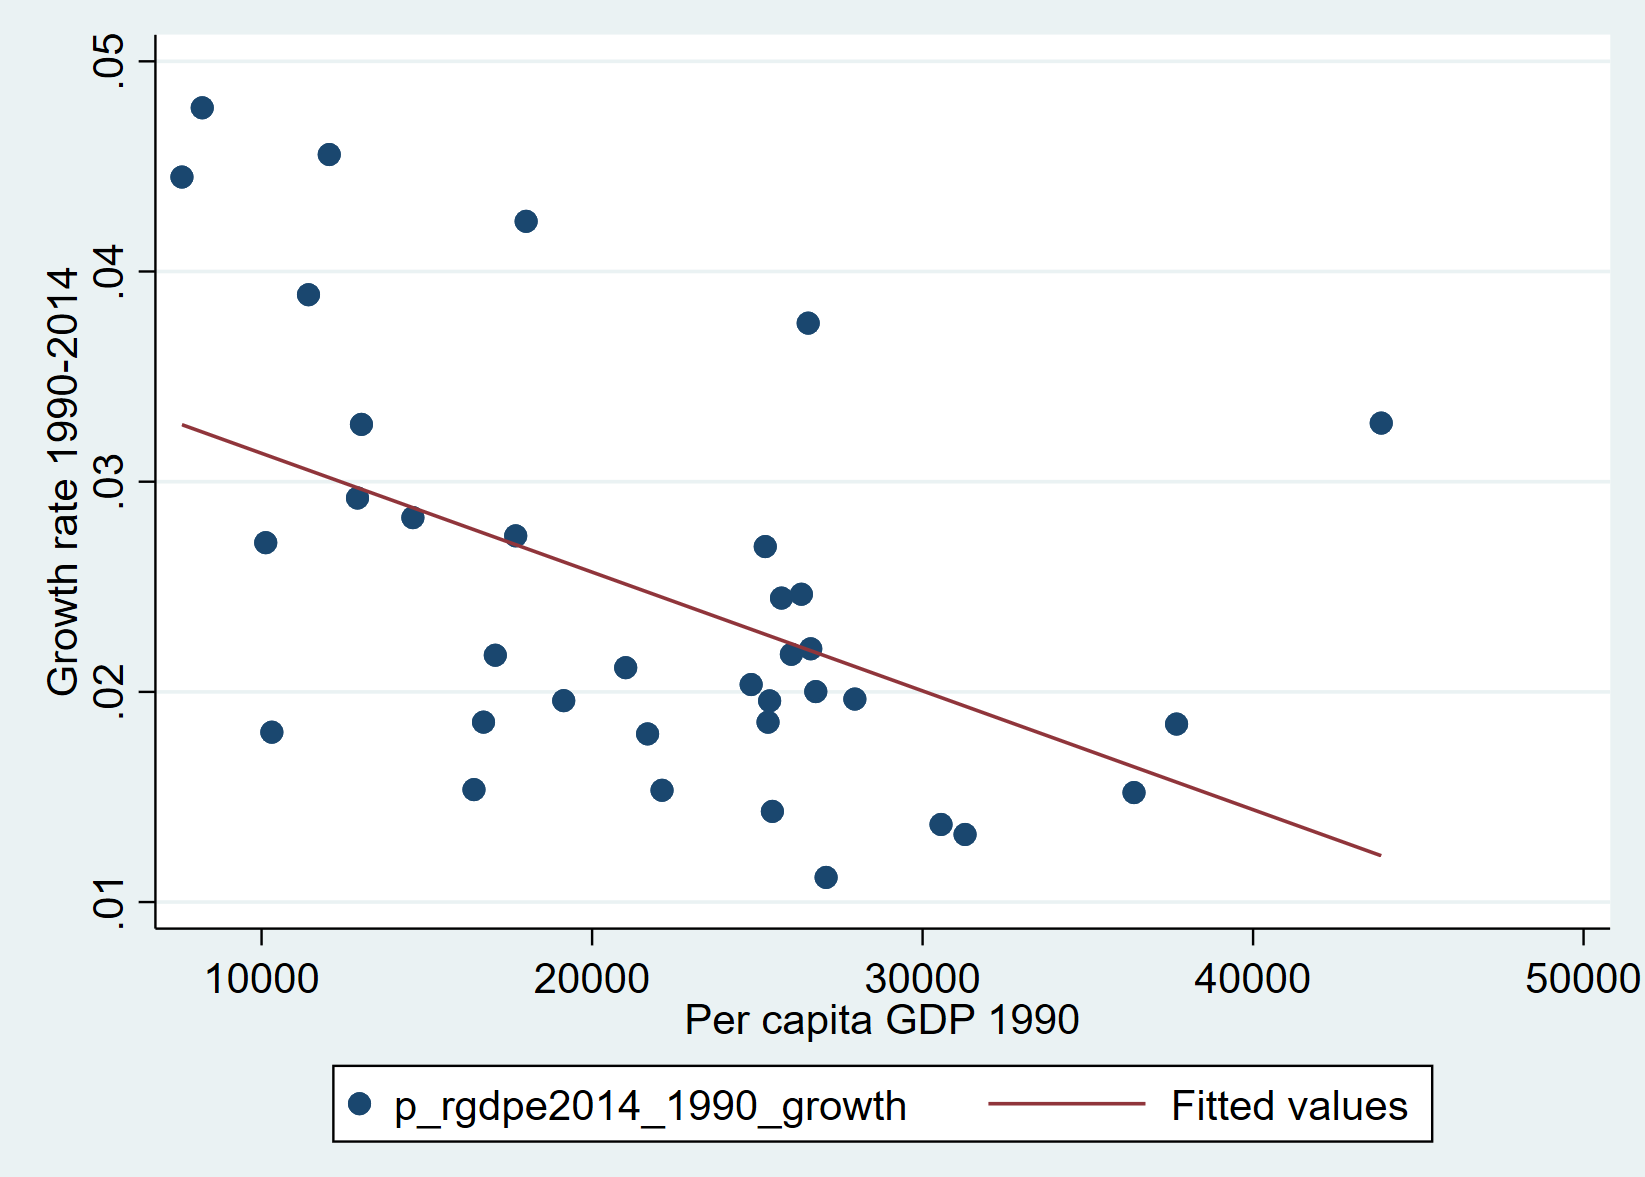 Growth rate 1990-2014
.05
.04
.03
.02
.01
10000 20000 30000 40000 50000
Per capita GDP 1990
p_rgdpe2014_1990_growth Fitted values